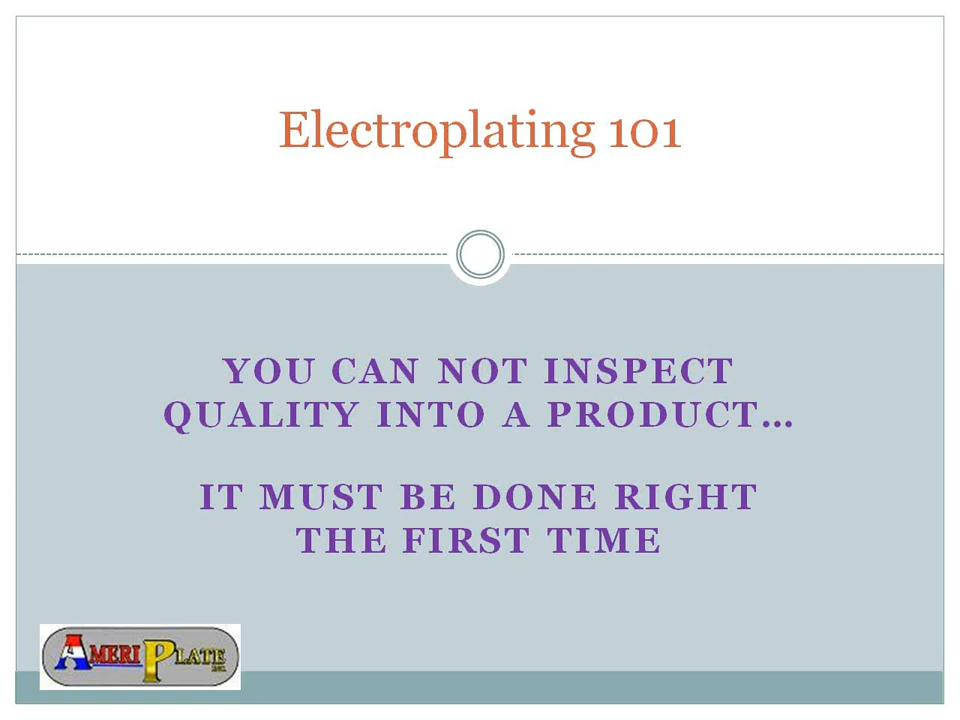 Electroplating 101
YOU CAN NOT INSPECT
QUALITY INTO A PRODUCT…
IT MUST BE DONE RIGHT
THE FIRST TIME
AMERI PLATE INC.